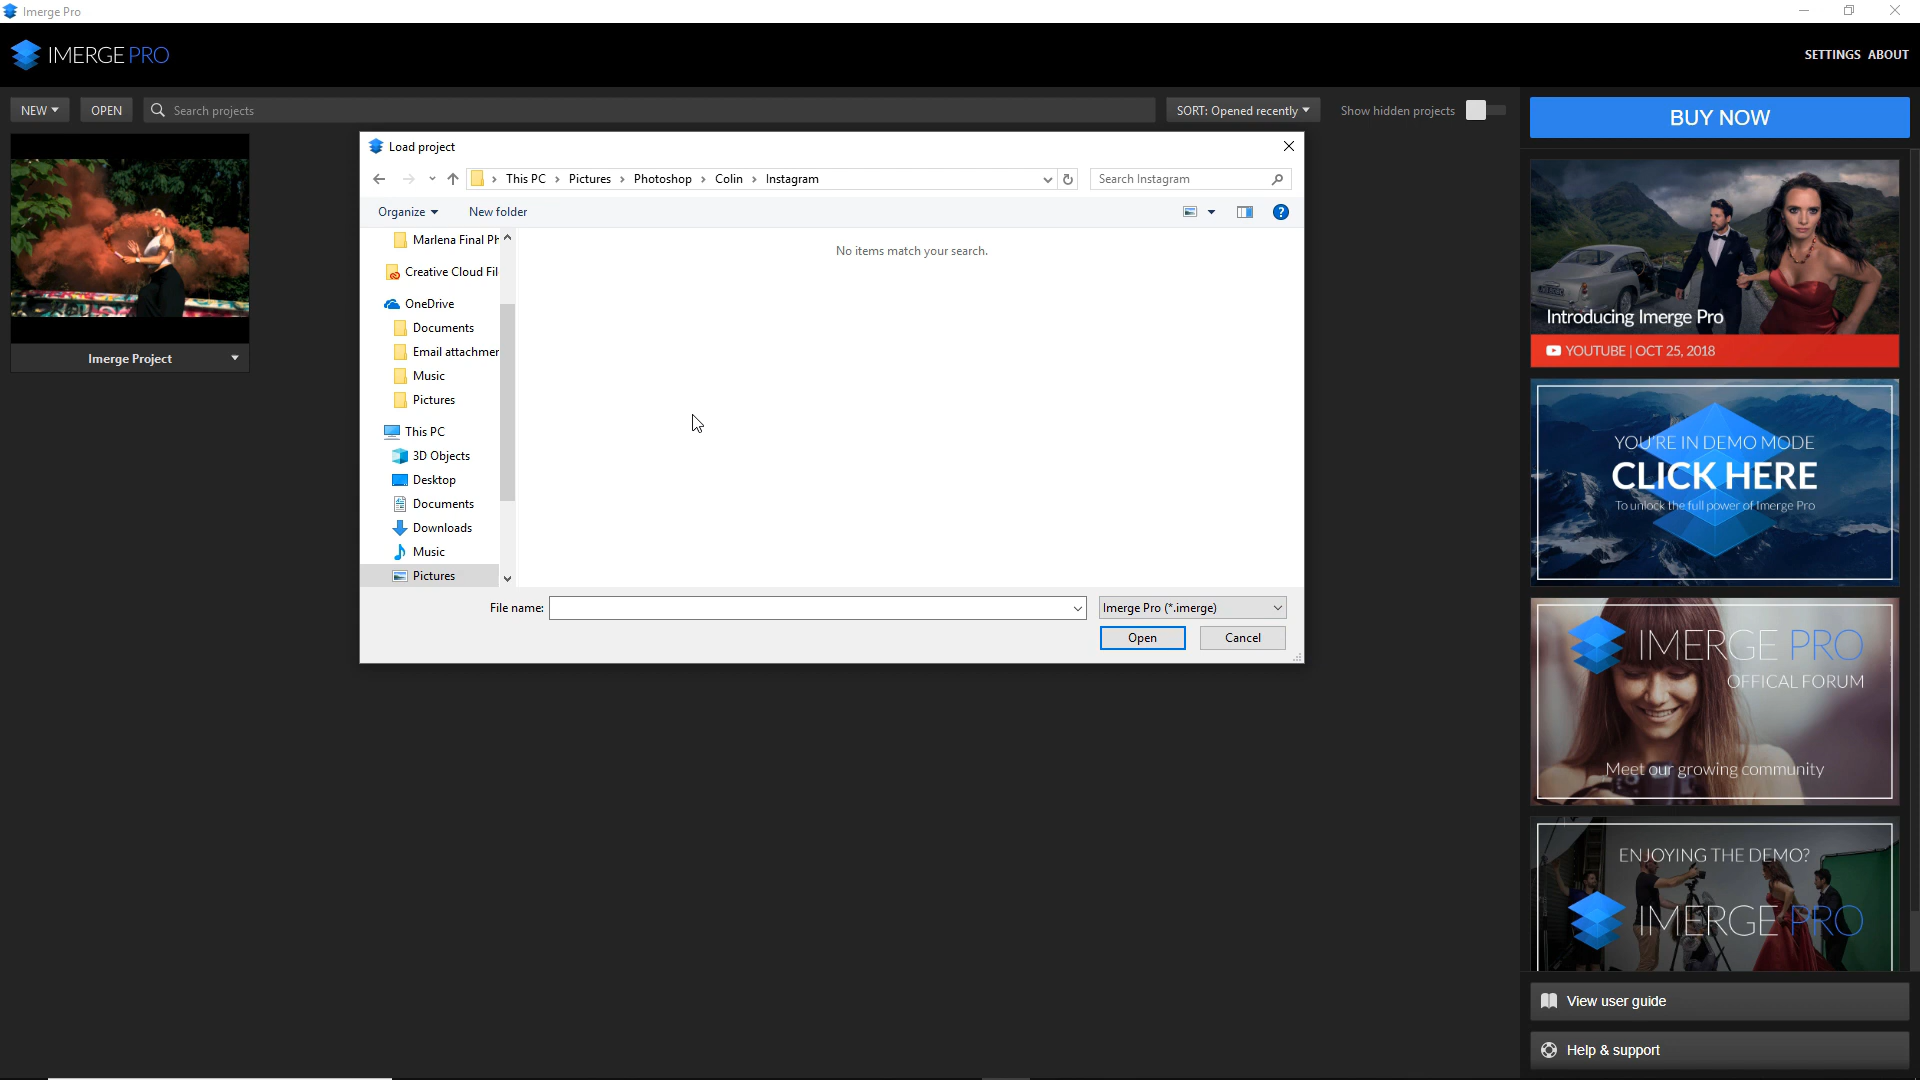 Imerge Pro
IMERGE PRO
SETTINGS ABOUT
NEW
OPEN
Search projects
SORT: Opened recently
Show hidden projects
BUY NOW
Imerge Project
Load project
This PC
Pictures
Photoshop
Colin
Instagram
Search Instagram
Organize
New folder
Marlena Final Ph
Creative Cloud Fil
OneDrive
Documents
Email attachmen
Music
Pictures
This PC
3D Objects
Desktop
Documents
Downloads
Music
Pictures
No items match your search.
File name:
Imerge Pro (*.imerge)
Open
Cancel
Introducing Imerge Pro
YOUTUBE | OCT 25, 2018
YOU'RE IN DEMO MODE
CLICK HERE
To unlock the full power of Imerge Pro
IMERGE PRO
OFFICAL FORUM
Meet our growing community
ENJOYING THE DEMO?
IMERGE PRO
View user guide
Help & support